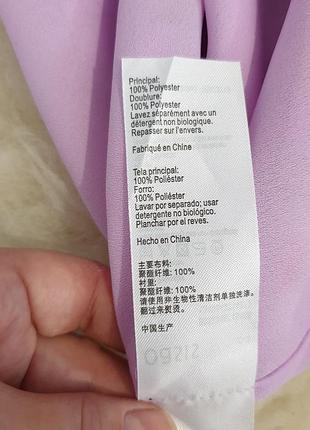 Principal:
100% Polyester
Doublure:
100% Polyester
Lavez séparément avec un
détergent non biologique.
Repasser sur l'envers.
Fabriqué en Chine
Tela principal:
100% Poliéster
Forro:
100% Poliéster
Lavar por separado; usar
detergente no biológico.
Planchar por el reves.
Hecho en China
主要布料:
聚酯纤维: 100%
衬里:
聚酯纤维: 100%
请使用非生物性清洁剂单独洗涤。
翻过来熨烫。
中国生产